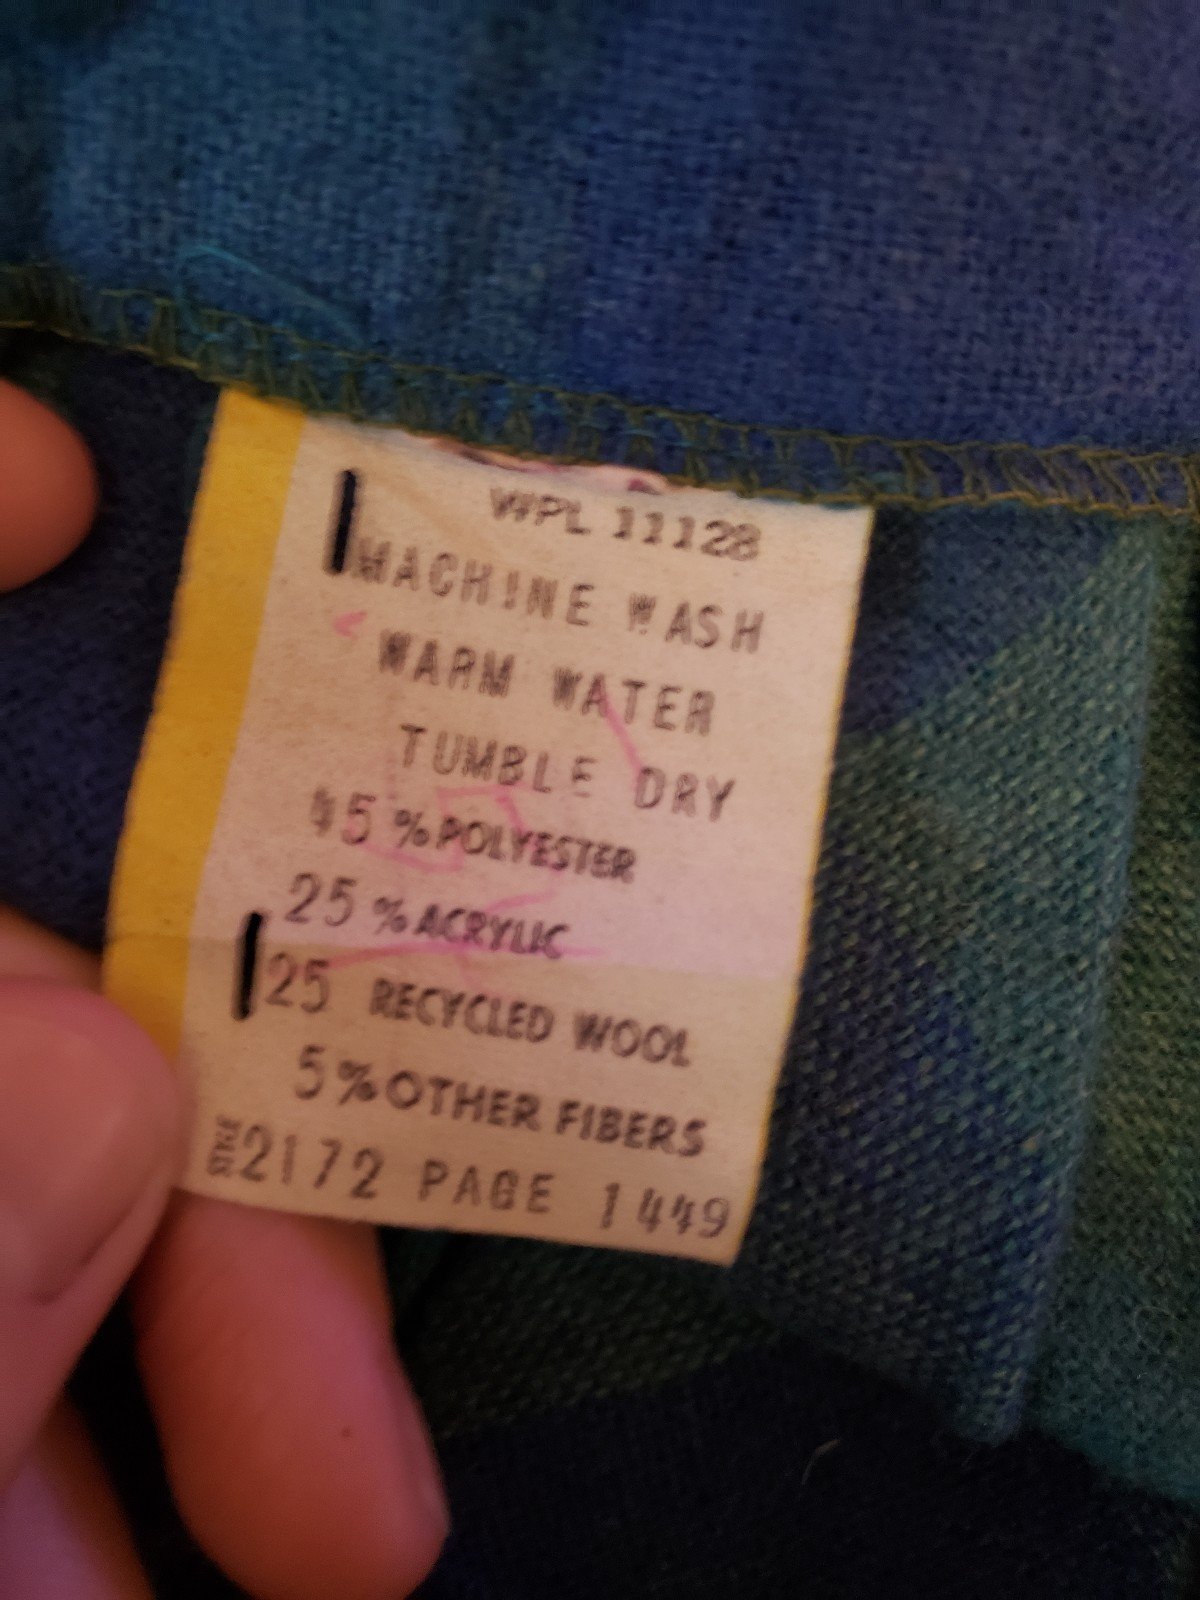 WPL 11128
MACHINE WASH
WARM WATER
TUMBLE DRY
45 % POLYESTER
25 % ACRYLIC
25 RECYCLED WOOL
5 % OTHER FIBERS
STYLE 2172 PAGE 1449